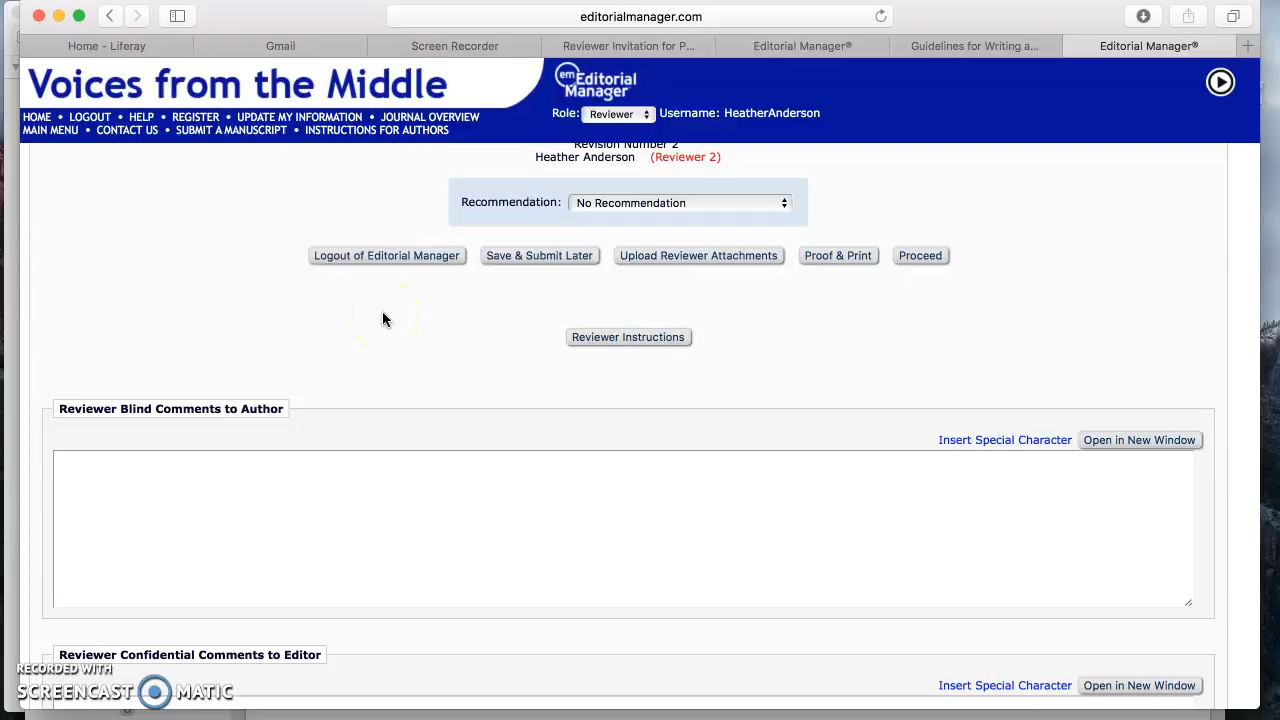 editorialmanager.com
Home - Liferay
Gmail
Screen Recorder
Reviewer Invitation for P...
Editorial Manager®
Guidelines for Writing a...
Editorial Manager®
Voices from the Middle
em Editorial Manager
HOME • LOGOUT • HELP • REGISTER • UPDATE MY INFORMATION • JOURNAL OVERVIEW
MAIN MENU • CONTACT US • SUBMIT A MANUSCRIPT • INSTRUCTIONS FOR AUTHORS
Role: Reviewer Username: HeatherAnderson
Revision Number 2
Heather Anderson (Reviewer 2)
Recommendation: No Recommendation
Logout of Editorial Manager
Save & Submit Later
Upload Reviewer Attachments
Proof & Print
Proceed
Reviewer Instructions
Reviewer Blind Comments to Author
Insert Special Character
Open in New Window
Reviewer Confidential Comments to Editor
Insert Special Character
Open in New Window
RECORDED WITH
SCREENCAST MATIC